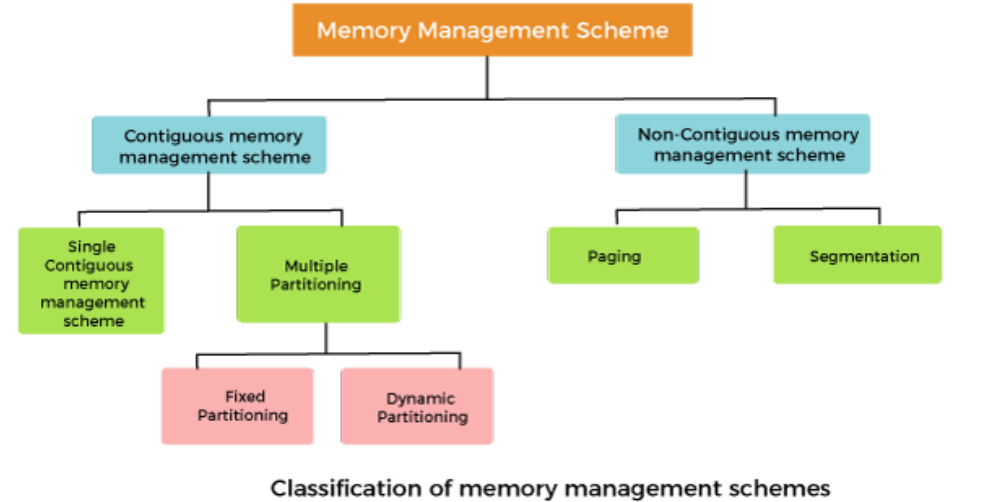 Memory Management Scheme
Contiguous memory
management scheme
Non-Contiguous memory
management scheme
Single
Contiguous
memory
management
scheme
Multiple
Partitioning
Paging
Segmentation
Fixed
Partitioning
Dynamic
Partitioning
Classification of memory management schemes